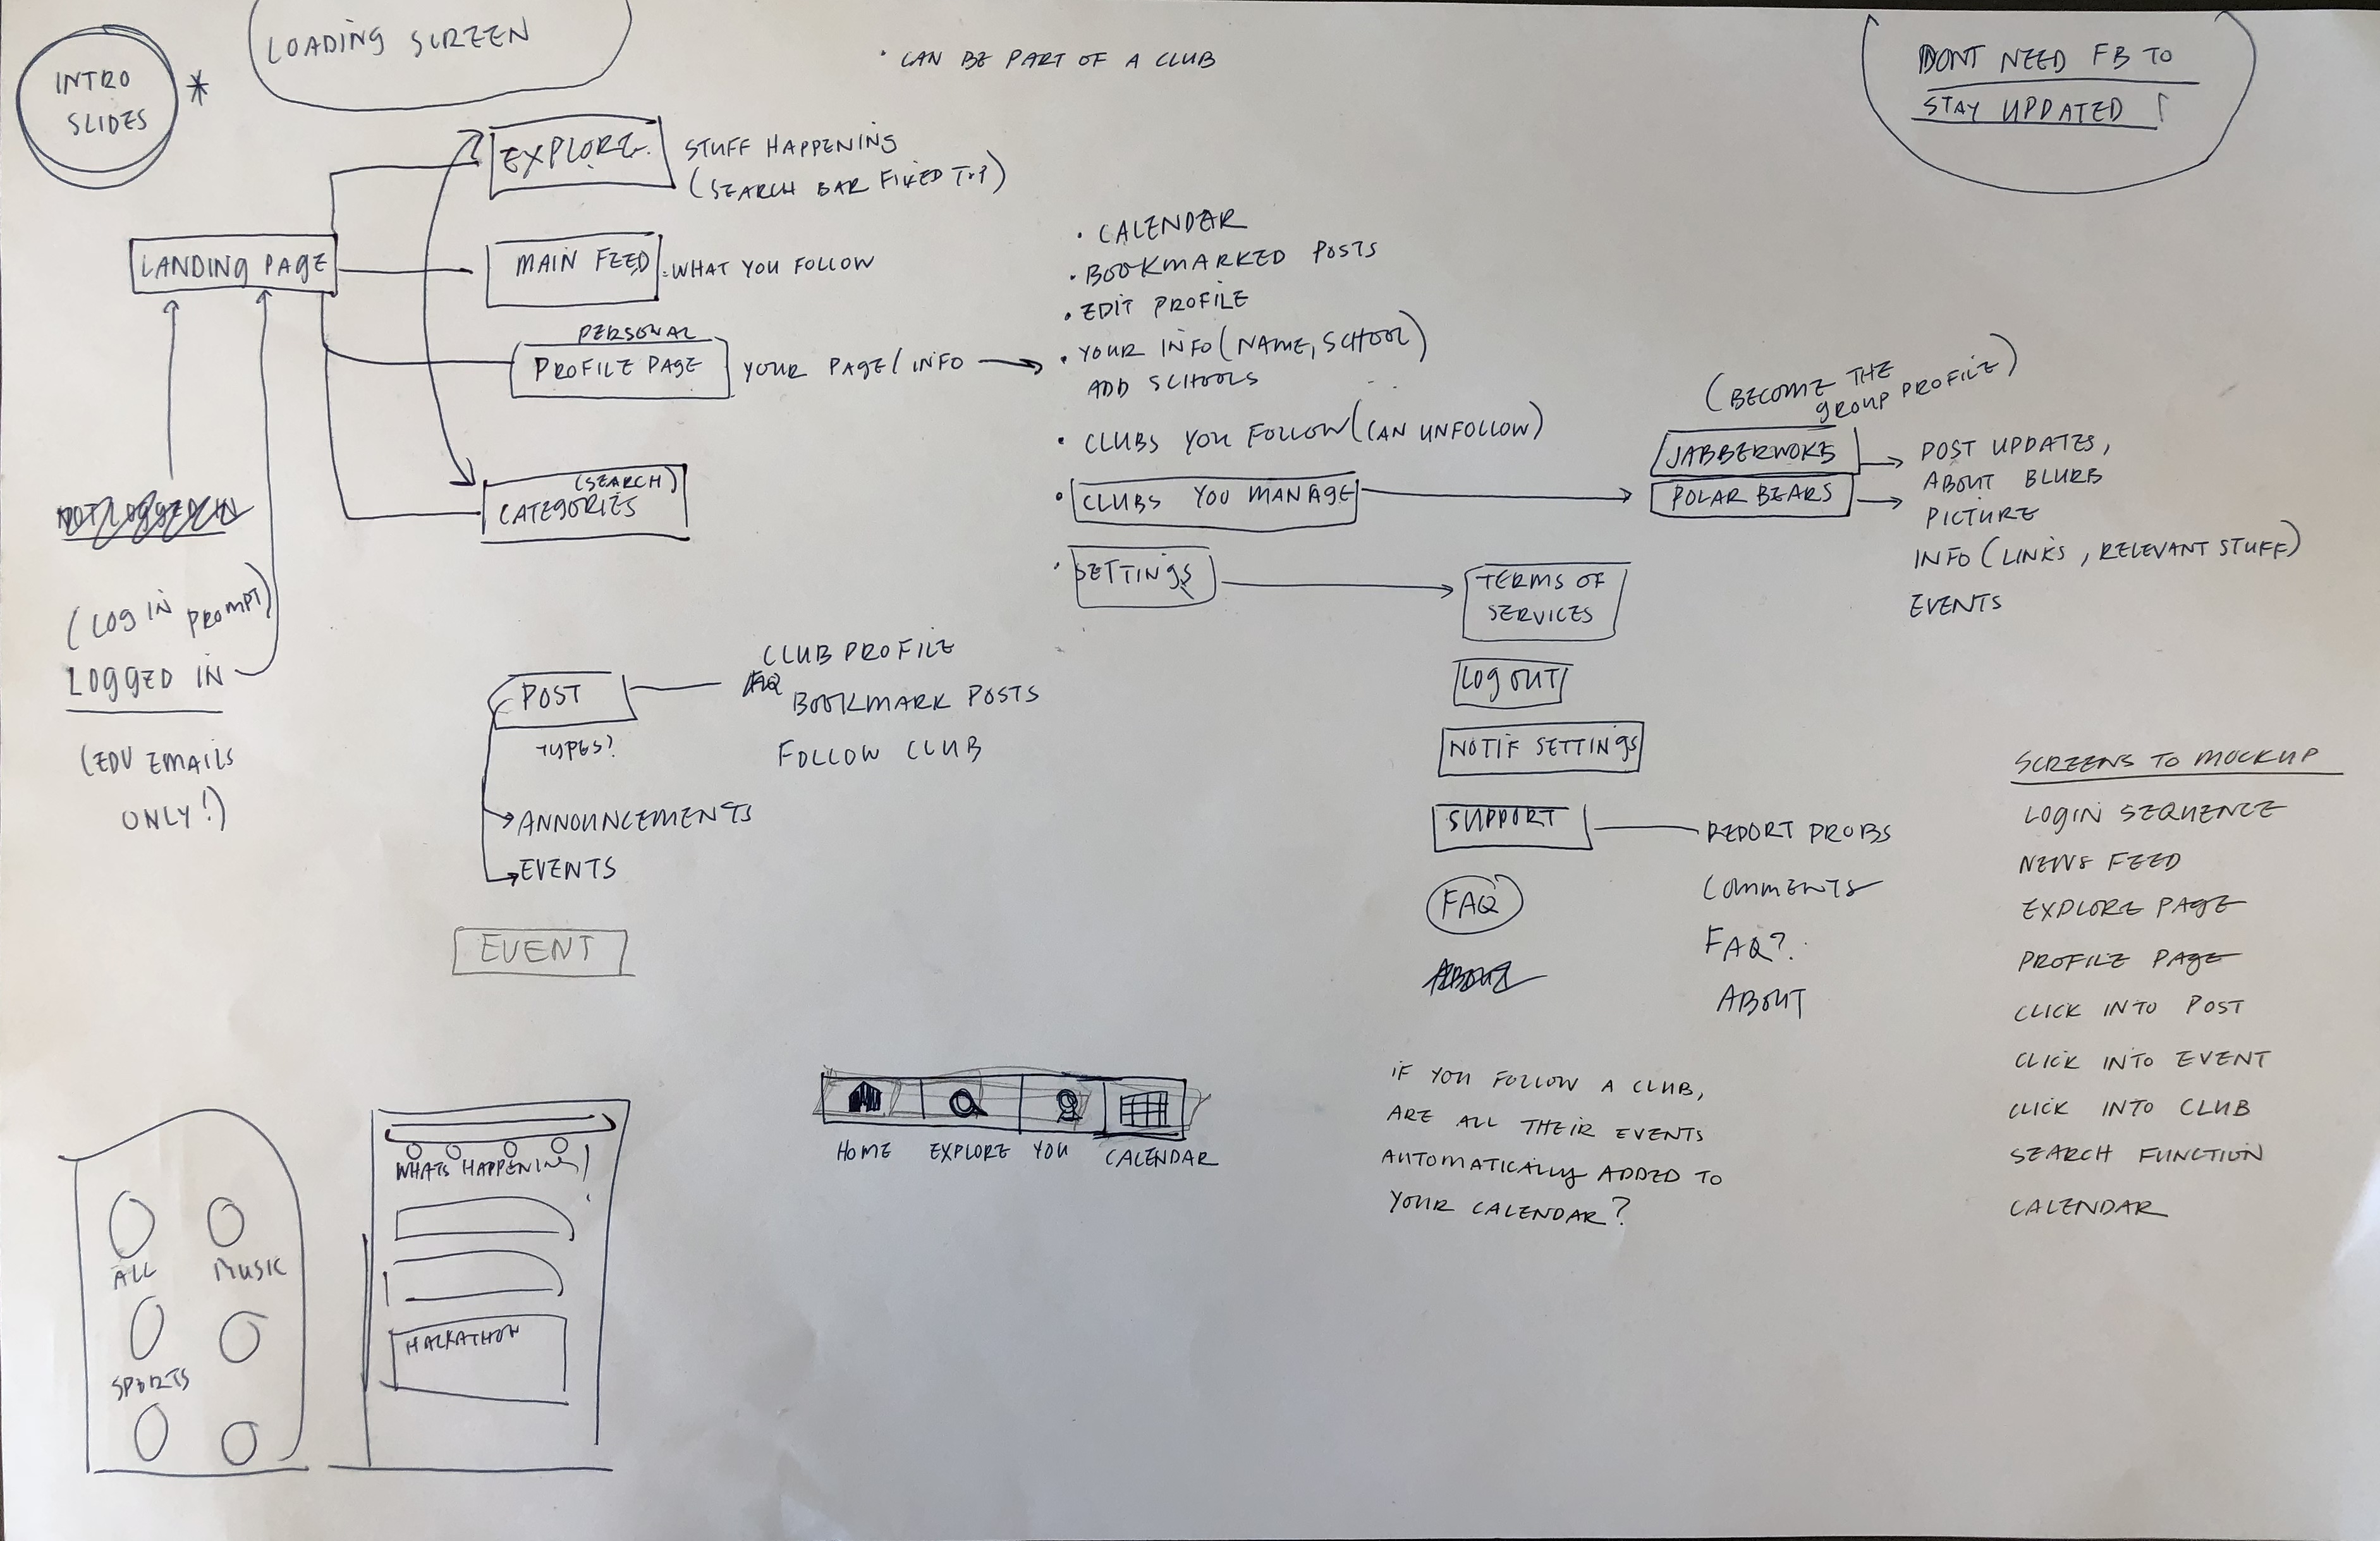 INTRO
SLIDES
*
LOADING SCREEN
• CAN BE PART OF A CLUB
DONT NEED FB TO
STAY UPDATED !
EXPLORE
STUFF HAPPENING
(SEARCH BAR FIXED TOP)
LANDING PAGE
MAIN FEED
• WHAT YOU FOLLOW
PERSONAL
PROFILE PAGE
YOUR PAGE / INFO
(SEARCH)
CATEGORIES
• CALENDAR
• BOOKMARKED POSTS
• EDIT PROFILE
• YOUR INFO (NAME, SCHOOL)
ADD SCHOOLS
• CLUBS YOU FOLLOW (CAN UNFOLLOW)
• CLUBS YOU MANAGE
• SETTINGS
(BECOME THE
GROUP PROFILE)
JABBERWOKS
POLAR BEARS
POST UPDATES,
ABOUT BLURB
PICTURE
INFO (LINKS, RELEVANT STUFF)
EVENTS
NOT LOGGED IN
(LOG IN PROMPT)
LOGGED IN
(EDU EMAILS
ONLY!)
POST
TYPES?
CLUB PROFILE
FAQ
BOOKMARK POSTS
FOLLOW CLUB
ANNOUNCEMENTS
EVENTS
EVENT
TERMS OF
SERVICES
LOG OUT
NOTIF SETTINGS
SUPPORT
FAQ
ABOUT
REPORT PROBS
COMMENTS
FAQ?
ABOUT
SCREENS TO MOCKUP
LOGIN SEQUENCE
NEWS FEED
EXPLORE PAGE
PROFILE PAGE
CLICK INTO POST
CLICK INTO EVENT
CLICK INTO CLUB
SEARCH FUNCTION
CALENDAR
IF YOU FOLLOW A CLUB,
ARE ALL THEIR EVENTS
AUTOMATICALLY ADDED TO
YOUR CALENDAR?
HOME
EXPLORE
YOU
CALENDAR
ALL
MUSIC
SPORTS
WHATS HAPPENING!
HACKATHON